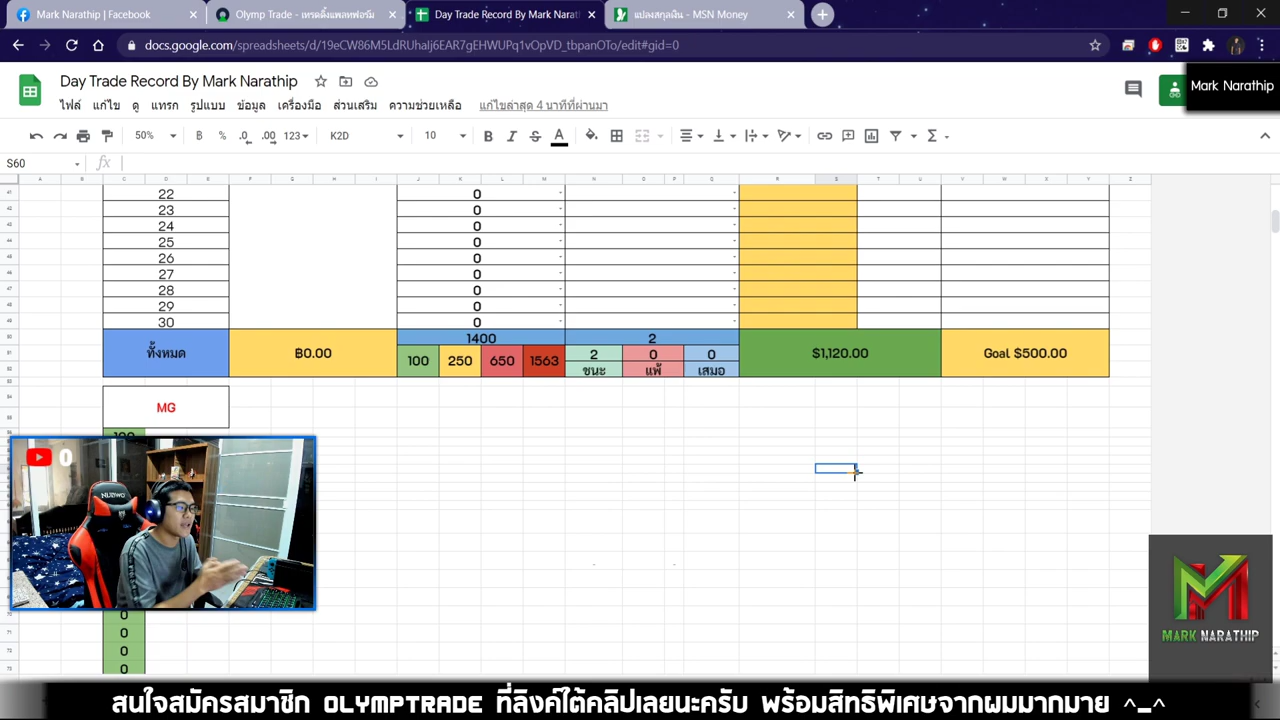 Mark Narathip | Facebook
Olymp Trade - เทรดดิ้งแพลทฟอร์ม
Day Trade Record By Mark Narat
แปลงสกุลเงิน - MSN Money
docs.google.com/spreadsheets/d/19eCW86M5LdRUhaIj6EAR7gEHWUPq1vOpVD_tbpanOTo/edit#gid=0
Day Trade Record By Mark Narathip
Mark Narathip
ไฟล์ แก้ไข ดู แทรก รูปแบบ ข้อมูล เครื่องมือ ส่วนเสริม ความช่วยเหลือ แก้ไขล่าสุด 4 นาทีที่ผ่านมา
50% ฿ % .0 .00 123 K2D 10 B I S A Σ
S60 fx
22 0
23 0
24 0
25 0
26 0
27 0
28 0
29 0
30 0
ทั้งหมด ฿0.00 1400 2 $1,120.00 Goal $500.00
100 250 650 1563 2 0 0
ชนะ แพ้ เสมอ
MG
100
0
NUBWO
0
0
0
0
MARK NARATHIP
สนใจสมัครสมาชิก OLYMPTRADE ที่ลิงค์ใต้คลิปเลยนะครับ พร้อมสิทธิพิเศษจากผมมากมาย ^_^